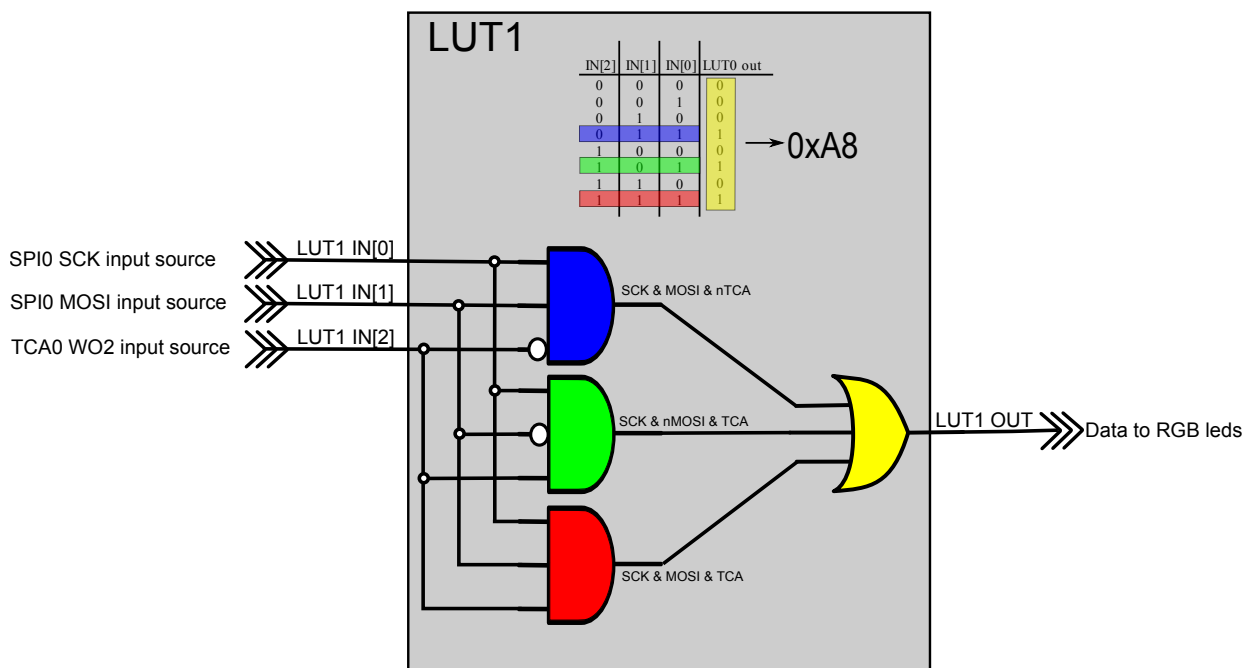 LUT1
IN[2] IN[1] IN[0] LUT0 out
0 0 0 0
0 0 1 0
0 1 0 0
0 1 1 1
1 0 0 0
1 0 1 1
1 1 0 0
1 1 1 1
0xA8
SPI0 SCK input source LUT1 IN[0]
SPI0 MOSI input source LUT1 IN[1]
TCA0 WO2 input source LUT1 IN[2]
SCK & MOSI & nTCA
SCK & nMOSI & TCA
SCK & MOSI & TCA
LUT1 OUT Data to RGB leds